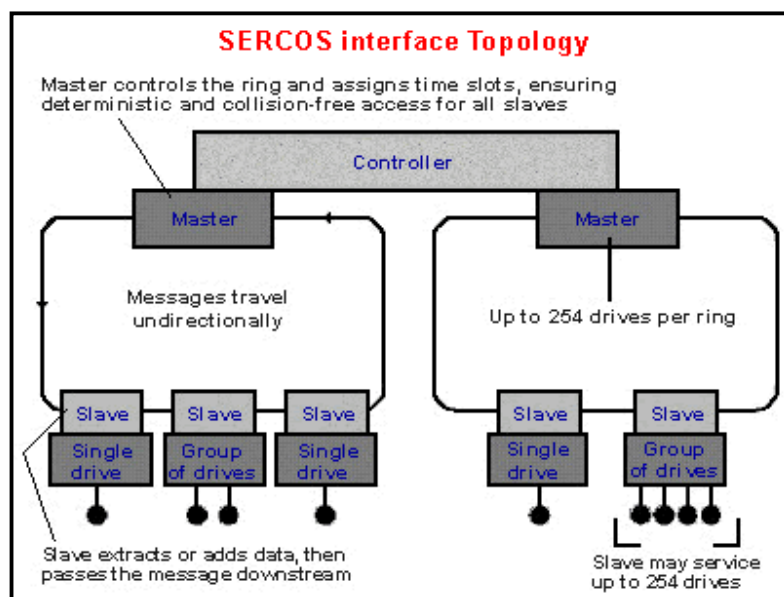 SERCOS interface Topology
Master controls the ring and assigns time slots, ensuring
deterministic and collision-free access for all slaves
Controller
Master
Master
Messages travel
undirectionally
Up to 254 drives per ring
Slave
Slave
Slave
Slave
Slave
Single
drive
Group
of drives
Single
drive
Single
drive
Group
of drives
Slave extracts or adds data, then
passes the message downstream
Slave may service
up to 254 drives